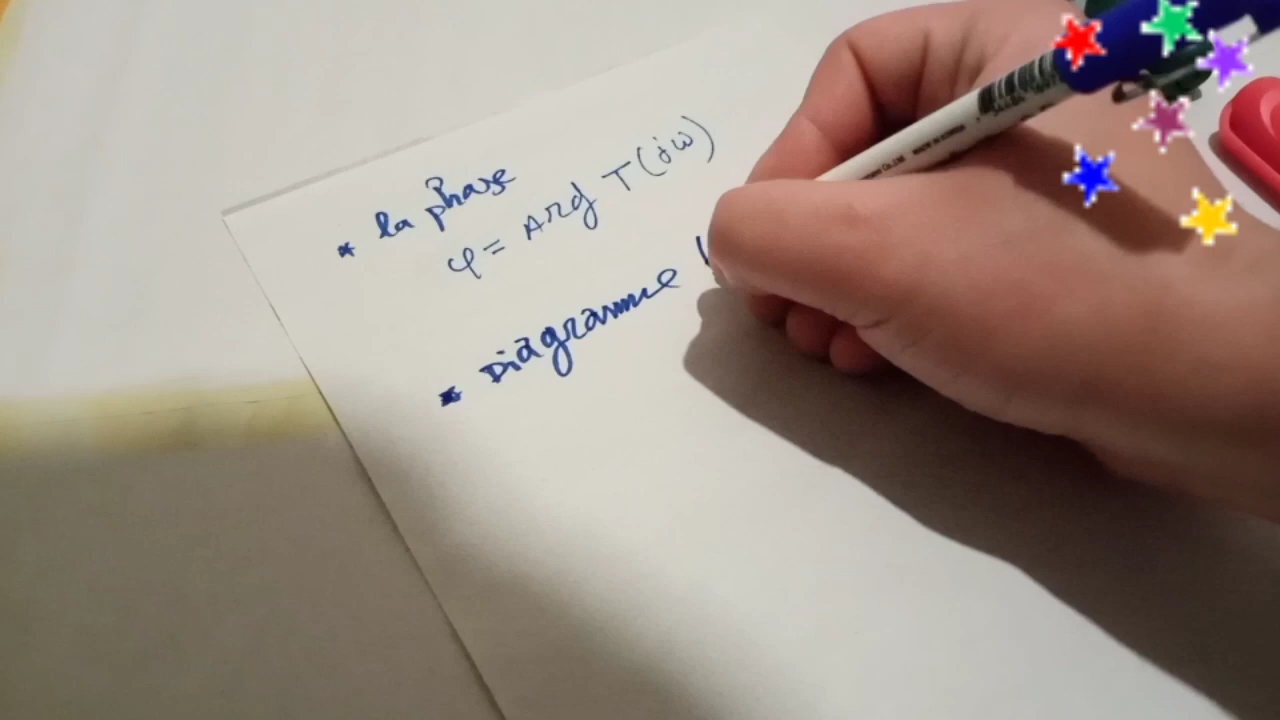 * la phase
φ = Arg T(jω)
* Diagramme